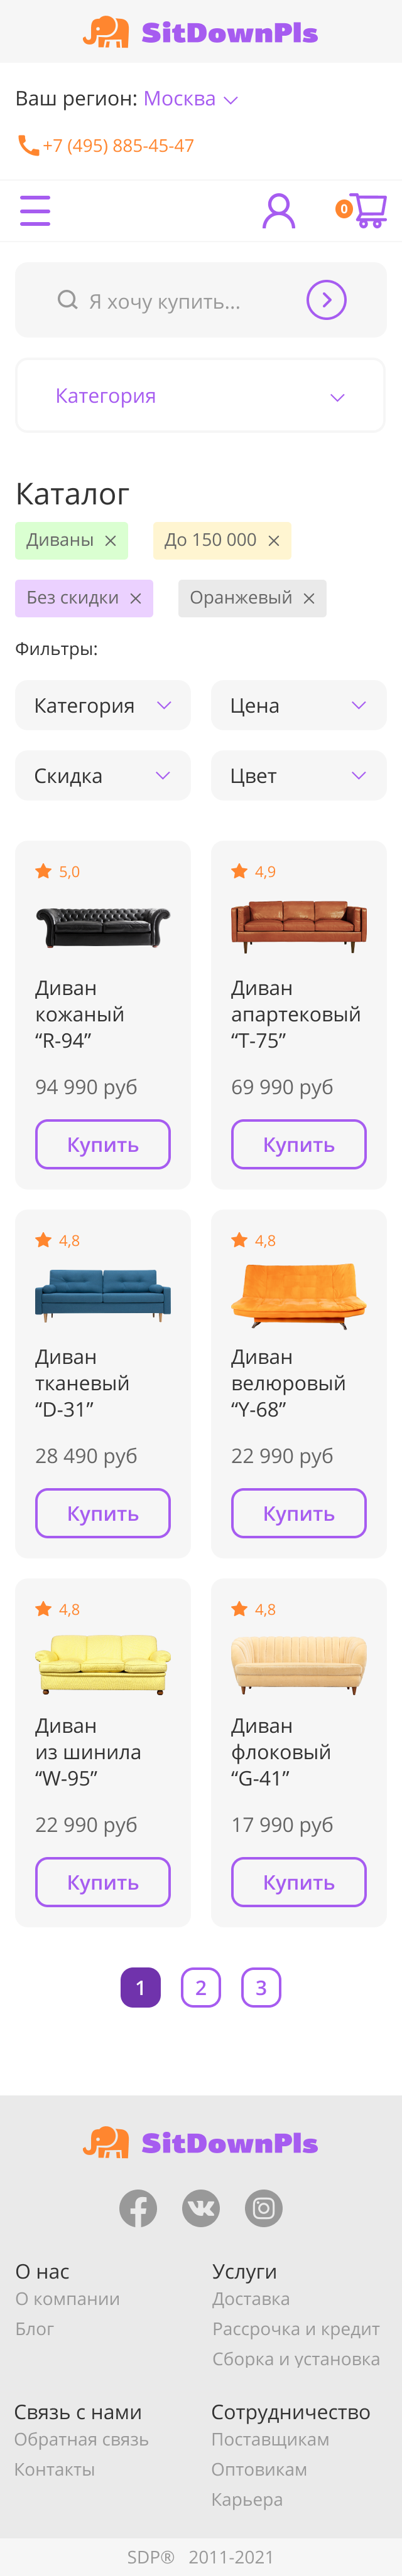 SitDownPls
Ваш регион: Москва
+7 (495) 885-45-47
0
Я хочу купить...
Категория
Каталог
Диваны
До 150 000
Без скидки
Оранжевый
Фильтры:
Категория
Цена
Скидка
Цвет
5,0
Диван
кожаный
“R-94”
94 990 руб
Купить
4,9
Диван
апартековый
“T-75”
69 990 руб
Купить
4,8
Диван
тканевый
“D-31”
28 490 руб
Купить
4,8
Диван
велюровый
“Y-68”
22 990 руб
Купить
4,8
Диван
из шинила
“W-95”
22 990 руб
Купить
4,8
Диван
флоковый
“G-41”
17 990 руб
Купить
1 2 3
SitDownPls
О нас
О компании
Блог
Услуги
Доставка
Рассрочка и кредит
Сборка и установка
Связь с нами
Обратная связь
Контакты
Сотрудничество
Поставщикам
Оптовикам
Карьера
SDP® 2011-2021